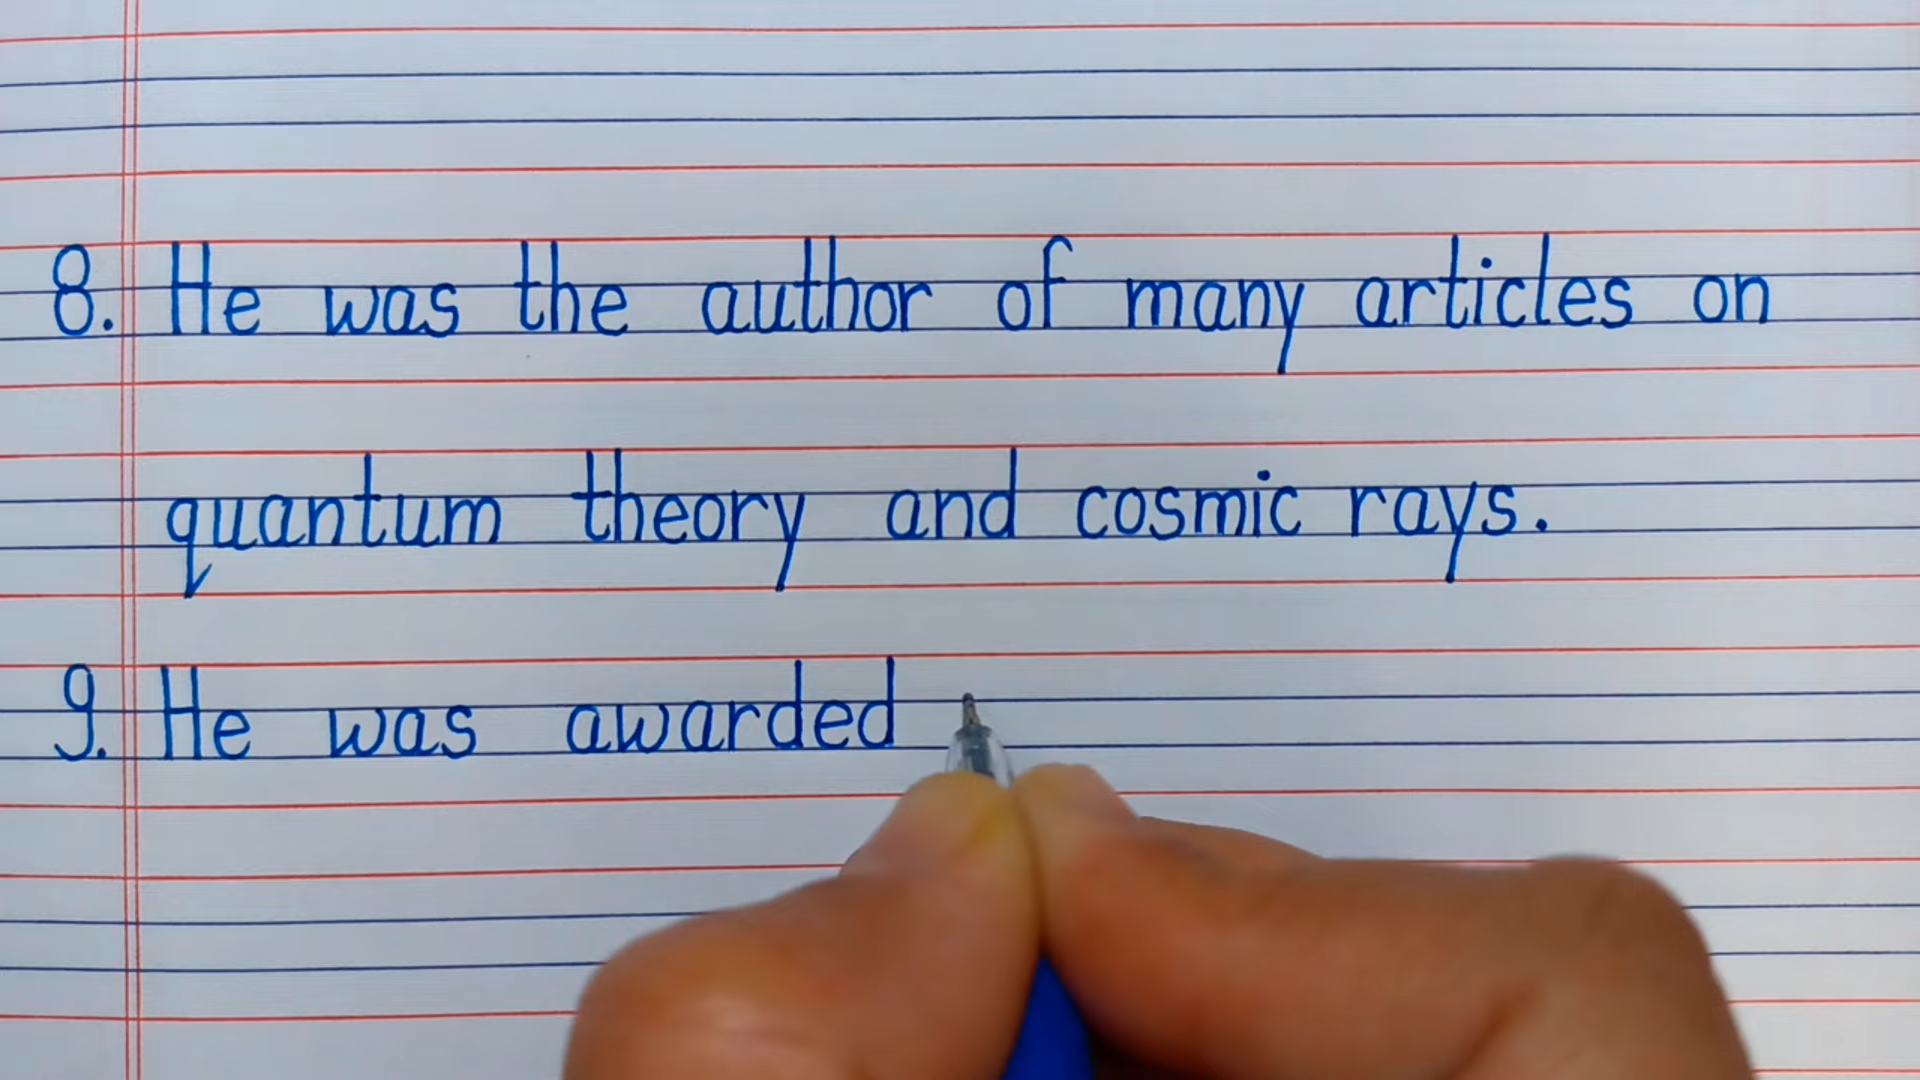 8. He was the author of many articles on
quantum theory and cosmic rays.
9. He was awarded